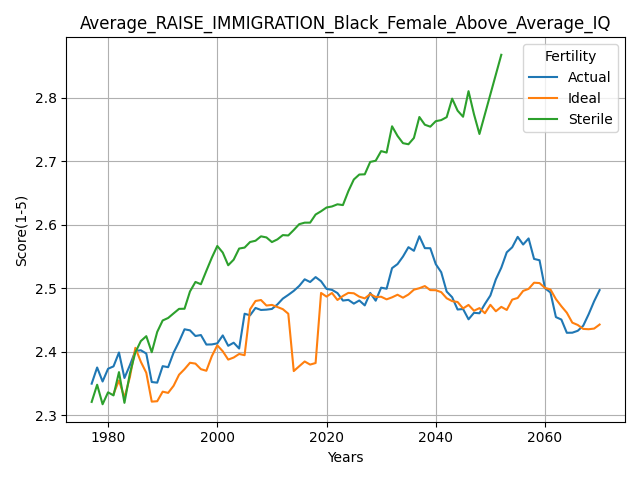 Average_RAISE_IMMIGRATION_Black_Female_Above_Average_IQ
Fertility
Actual
Ideal
Sterile
Score(1-5)
2.8
2.7
2.6
2.5
2.4
2.3
1980 2000 2020 2040 2060
Years